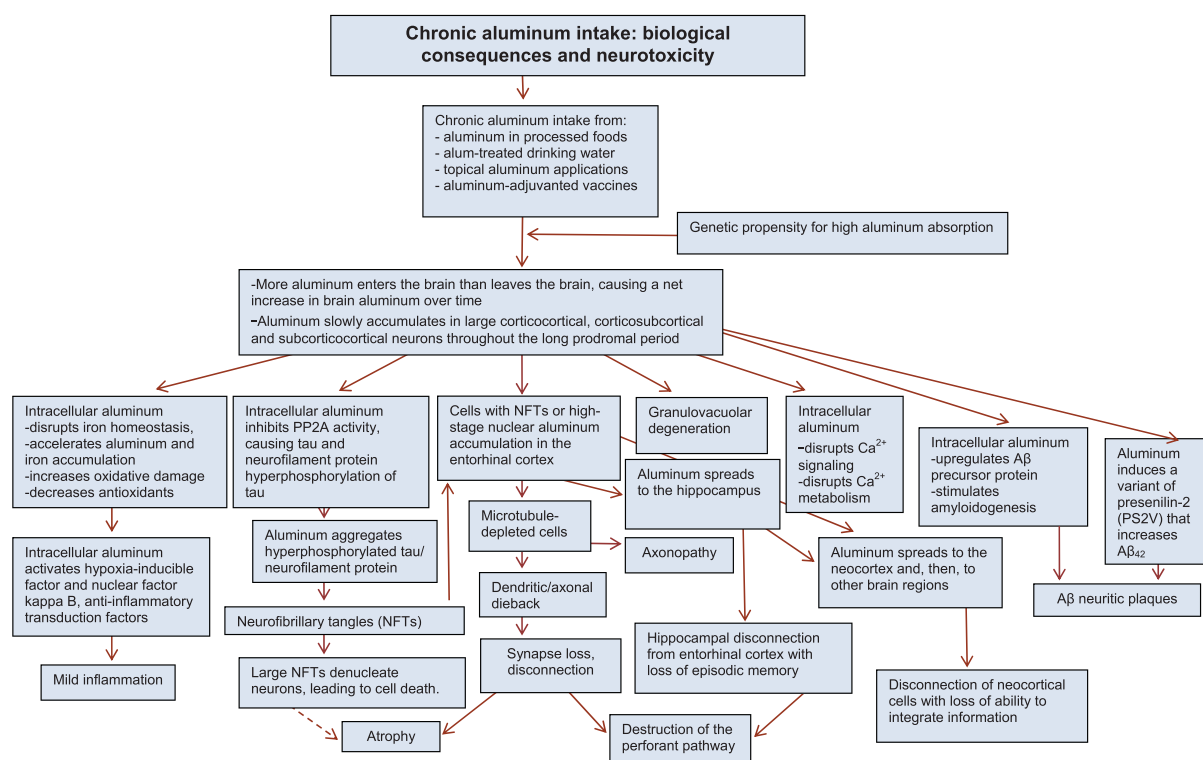 Chronic aluminum intake: biological
consequences and neurotoxicity
Chronic aluminum intake from:
- aluminum in processed foods
- alum-treated drinking water
- topical aluminum applications
- aluminum-adjuvanted vaccines
Genetic propensity for high aluminum absorption
-More aluminum enters the brain than leaves the brain, causing a net
increase in brain aluminum over time
-Aluminum slowly accumulates in large corticocortical, corticosubcortical
and subcorticocortical neurons throughout the long prodromal period
Intracellular aluminum
-disrupts iron homeostasis,
-accelerates aluminum and
iron accumulation
-increases oxidative damage
-decreases antioxidants
Intracellular aluminum
inhibits PP2A activity,
causing tau and
neurofilament protein
hyperphosphorylation of
tau
Cells with NFTs or high-
stage nuclear aluminum
accumulation in the
entorhinal cortex
Granulovacuolar
degeneration
Intracellular
aluminum
-disrupts Ca²⁺
signaling
-disrupts Ca²⁺
metabolism
Intracellular aluminum
-upregulates Aβ
precursor protein
-stimulates
amyloidogenesis
Aluminum
induces a
variant of
presenilin-2
(PS2V) that
increases
Aβ₄₂
Aluminum spreads
to the hippocampus
Microtubule-
depleted cells
Axonopathy
Aluminum aggregates
hyperphosphorylated tau/
neurofilament protein
Intracellular aluminum
activates hypoxia-inducible
factor and nuclear factor
kappa B, anti-inflammatory
transduction factors
Aluminum spreads to the
neocortex and, then, to
other brain regions
Dendritic/axonal
dieback
Aβ neuritic plaques
Neurofibrillary tangles (NFTs)
Hippocampal disconnection
from entorhinal cortex with
loss of episodic memory
Synapse loss,
disconnection
Mild inflammation
Large NFTs denucleate
neurons, leading to cell death.
Disconnection of neocortical
cells with loss of ability to
integrate information
Atrophy
Destruction of the
perforant pathway